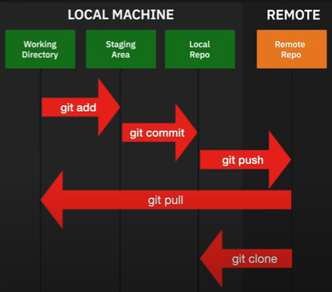 LOCAL MACHINE
REMOTE
Working
Directory
Staging
Area
Local
Repo
Remote
Repo
git add
git commit
git push
git pull
git clone